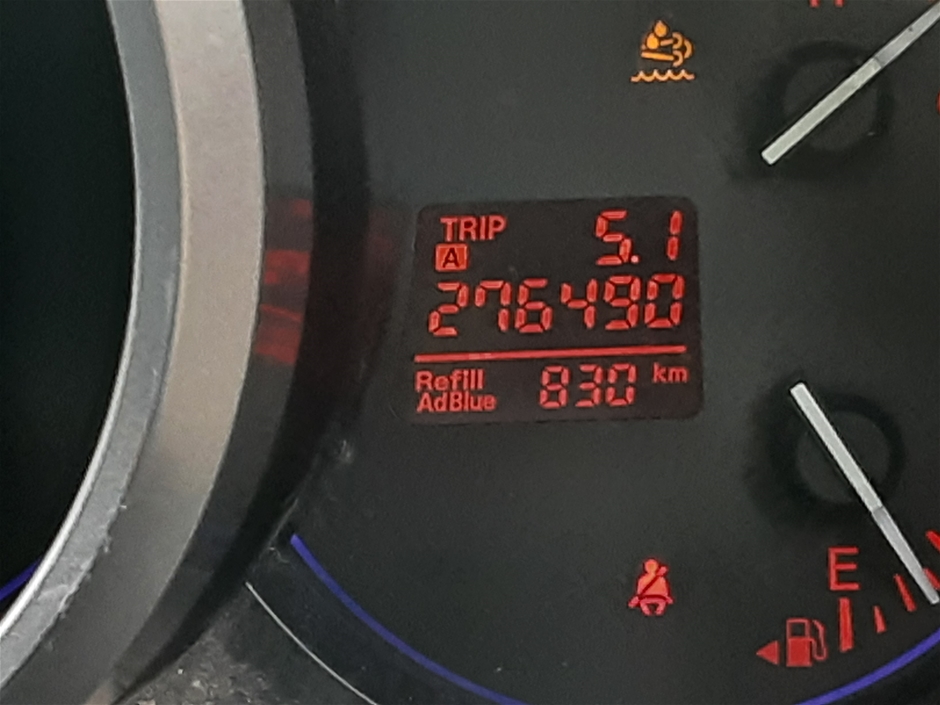 TRIP 5.1
A
276490
Refill 830 km
AdBlue
E